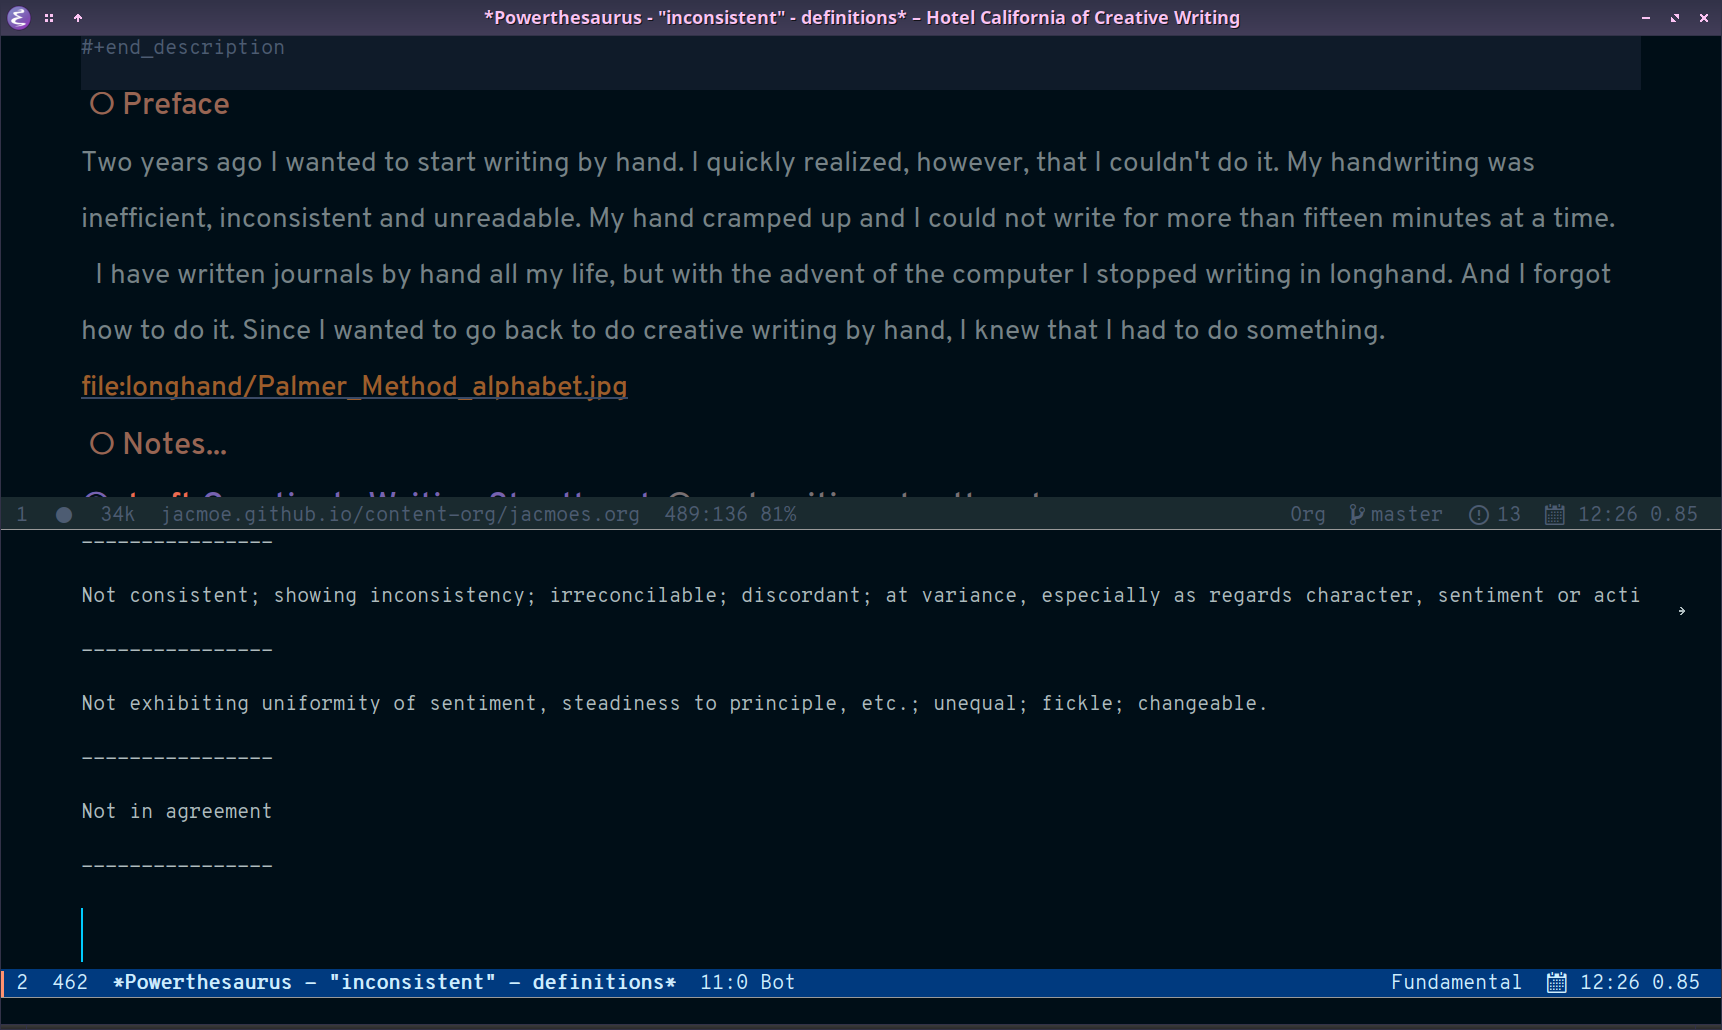 *Powerthesaurus - "inconsistent" - definitions* – Hotel California of Creative Writing
#+end_description
Preface
Two years ago I wanted to start writing by hand. I quickly realized, however, that I couldn't do it. My handwriting was
inefficient, inconsistent and unreadable. My hand cramped up and I could not write for more than fifteen minutes at a time.
I have written journals by hand all my life, but with the advent of the computer I stopped writing in longhand. And I forgot
how to do it. Since I wanted to go back to do creative writing by hand, I knew that I had to do something.
file:longhand/Palmer_Method_alphabet.jpg
Notes...
1 34k jacmoe.github.io/content-org/jacmoes.org 489:136 81% Org master 13 12:26 0.85
----------------
Not consistent; showing inconsistency; irreconcilable; discordant; at variance, especially as regards character, sentiment or acti
----------------
Not exhibiting uniformity of sentiment, steadiness to principle, etc.; unequal; fickle; changeable.
----------------
Not in agreement
----------------
2 462 *Powerthesaurus - "inconsistent" - definitions* 11:0 Bot Fundamental 12:26 0.85